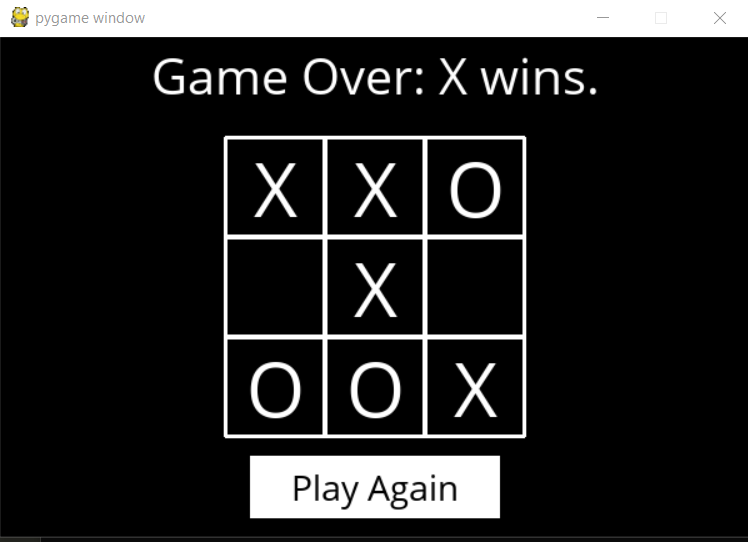 pygame window
Game Over: X wins.
X X O
X
O O X
Play Again